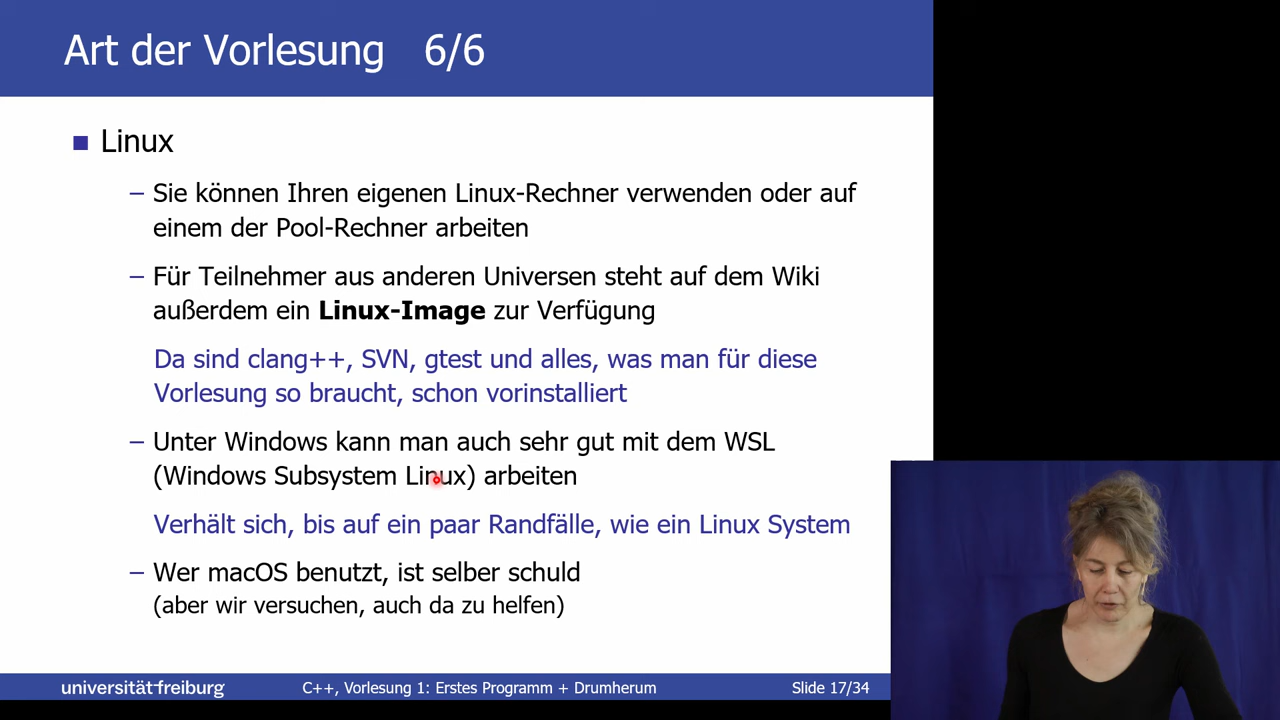 Art der Vorlesung 6/6
Linux
– Sie können Ihren eigenen Linux-Rechner verwenden oder auf
einem der Pool-Rechner arbeiten
– Für Teilnehmer aus anderen Universen steht auf dem Wiki
außerdem ein Linux-Image zur Verfügung
Da sind clang++, SVN, gtest und alles, was man für diese
Vorlesung so braucht, schon vorinstalliert
– Unter Windows kann man auch sehr gut mit dem WSL
(Windows Subsystem Linux) arbeiten
Verhält sich, bis auf ein paar Randfälle, wie ein Linux System
– Wer macOS benutzt, ist selber schuld
(aber wir versuchen, auch da zu helfen)
universität freiburg
C++, Vorlesung 1: Erstes Programm + Drumherum
Slide 17/34